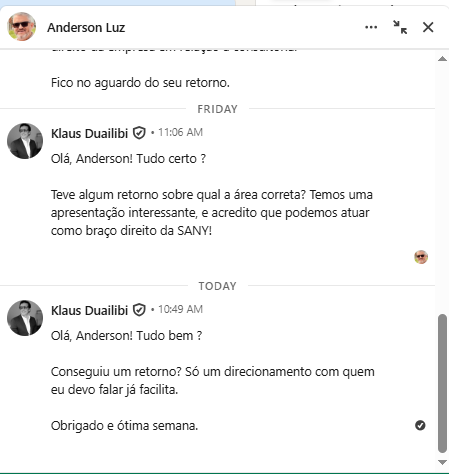 Anderson Luz
Fico no aguardo do seu retorno.
FRIDAY
Klaus Duailibi • 11:06 AM
Olá, Anderson! Tudo certo ?
Teve algum retorno sobre qual a área correta? Temos uma
apresentação interessante, e acredito que podemos atuar
como braço direito da SANY!
TODAY
Klaus Duailibi • 10:49 AM
Olá, Anderson! Tudo bem ?
Conseguiu um retorno? Só um direcionamento com quem
eu devo falar já facilita.
Obrigado e ótima semana.